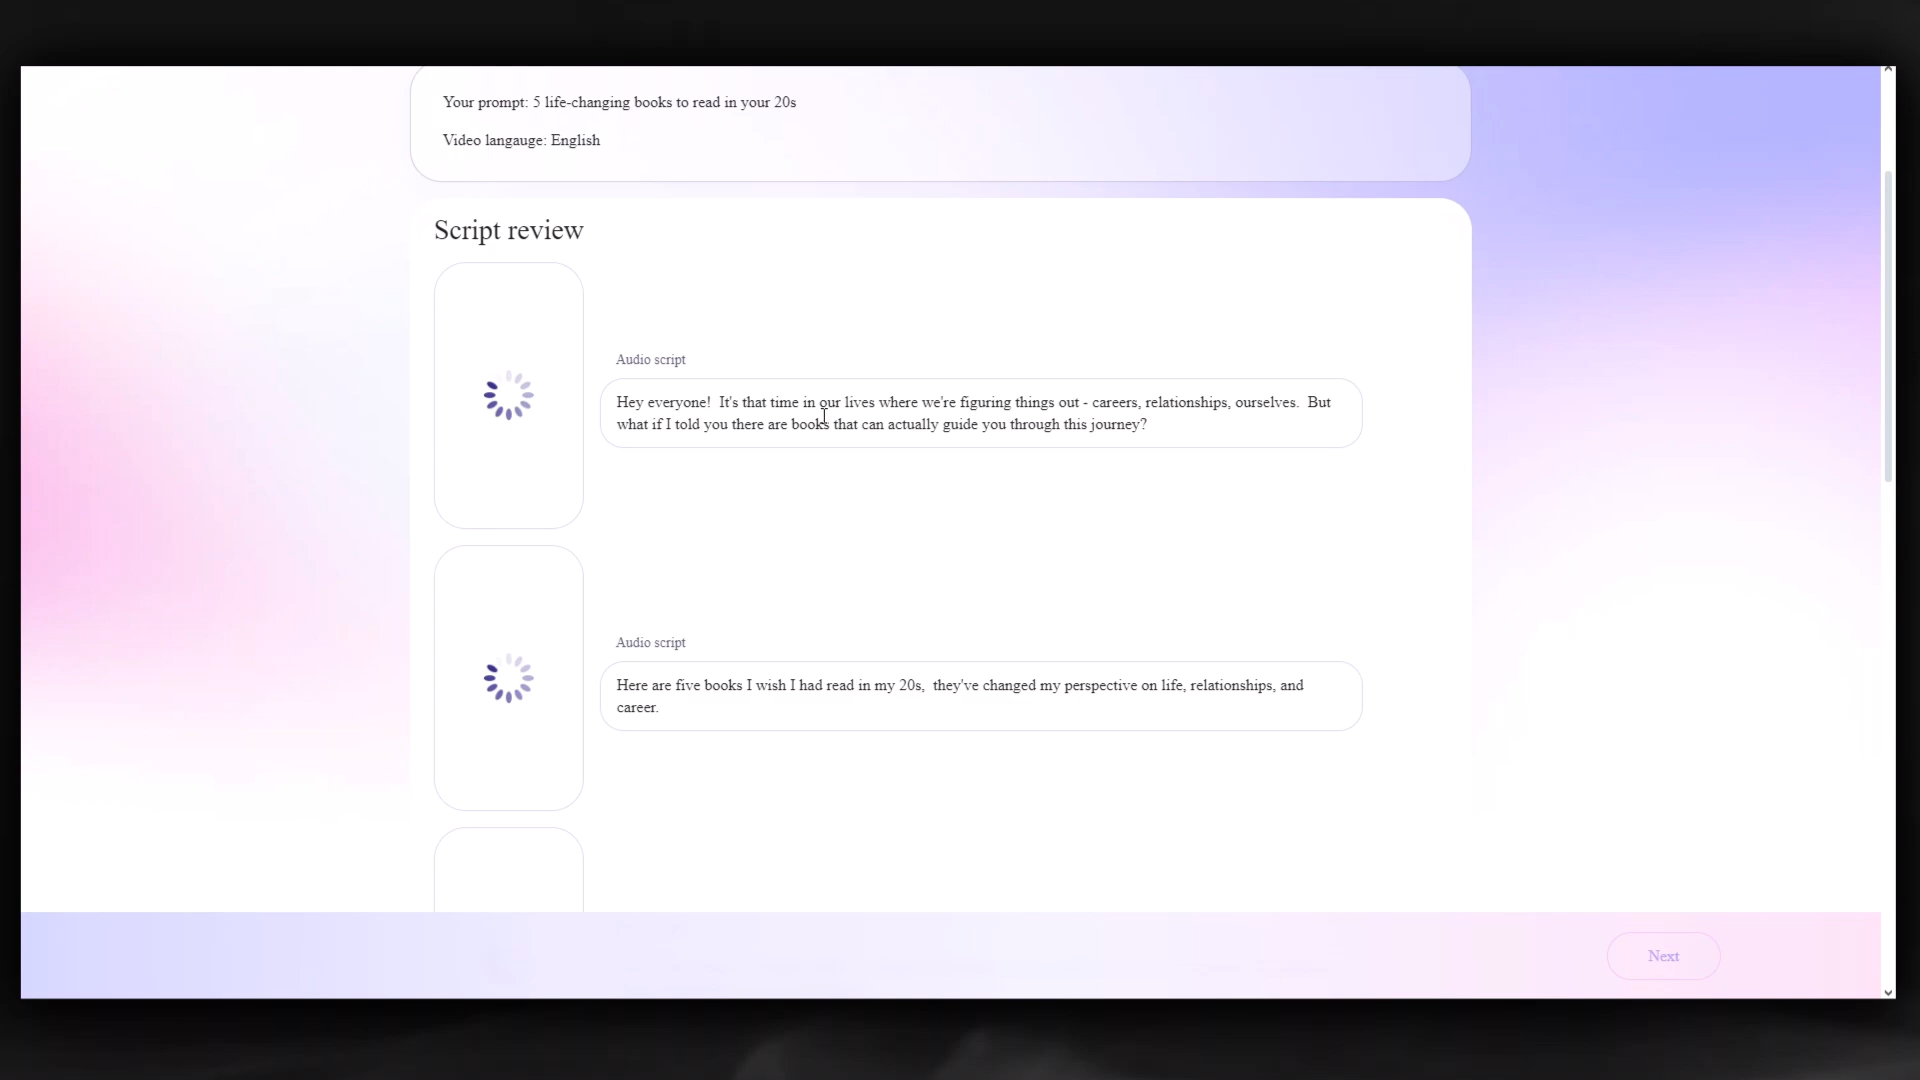 Your prompt: 5 life-changing books to read in your 20s
Video langauge: English
Script review
Audio script
Hey everyone!  It's that time in our lives where we're figuring things out - careers, relationships, ourselves.  But
what if I told you there are books that can actually guide you through this journey?
Audio script
Here are five books I wish I had read in my 20s,  they've changed my perspective on life, relationships, and
career.
Next